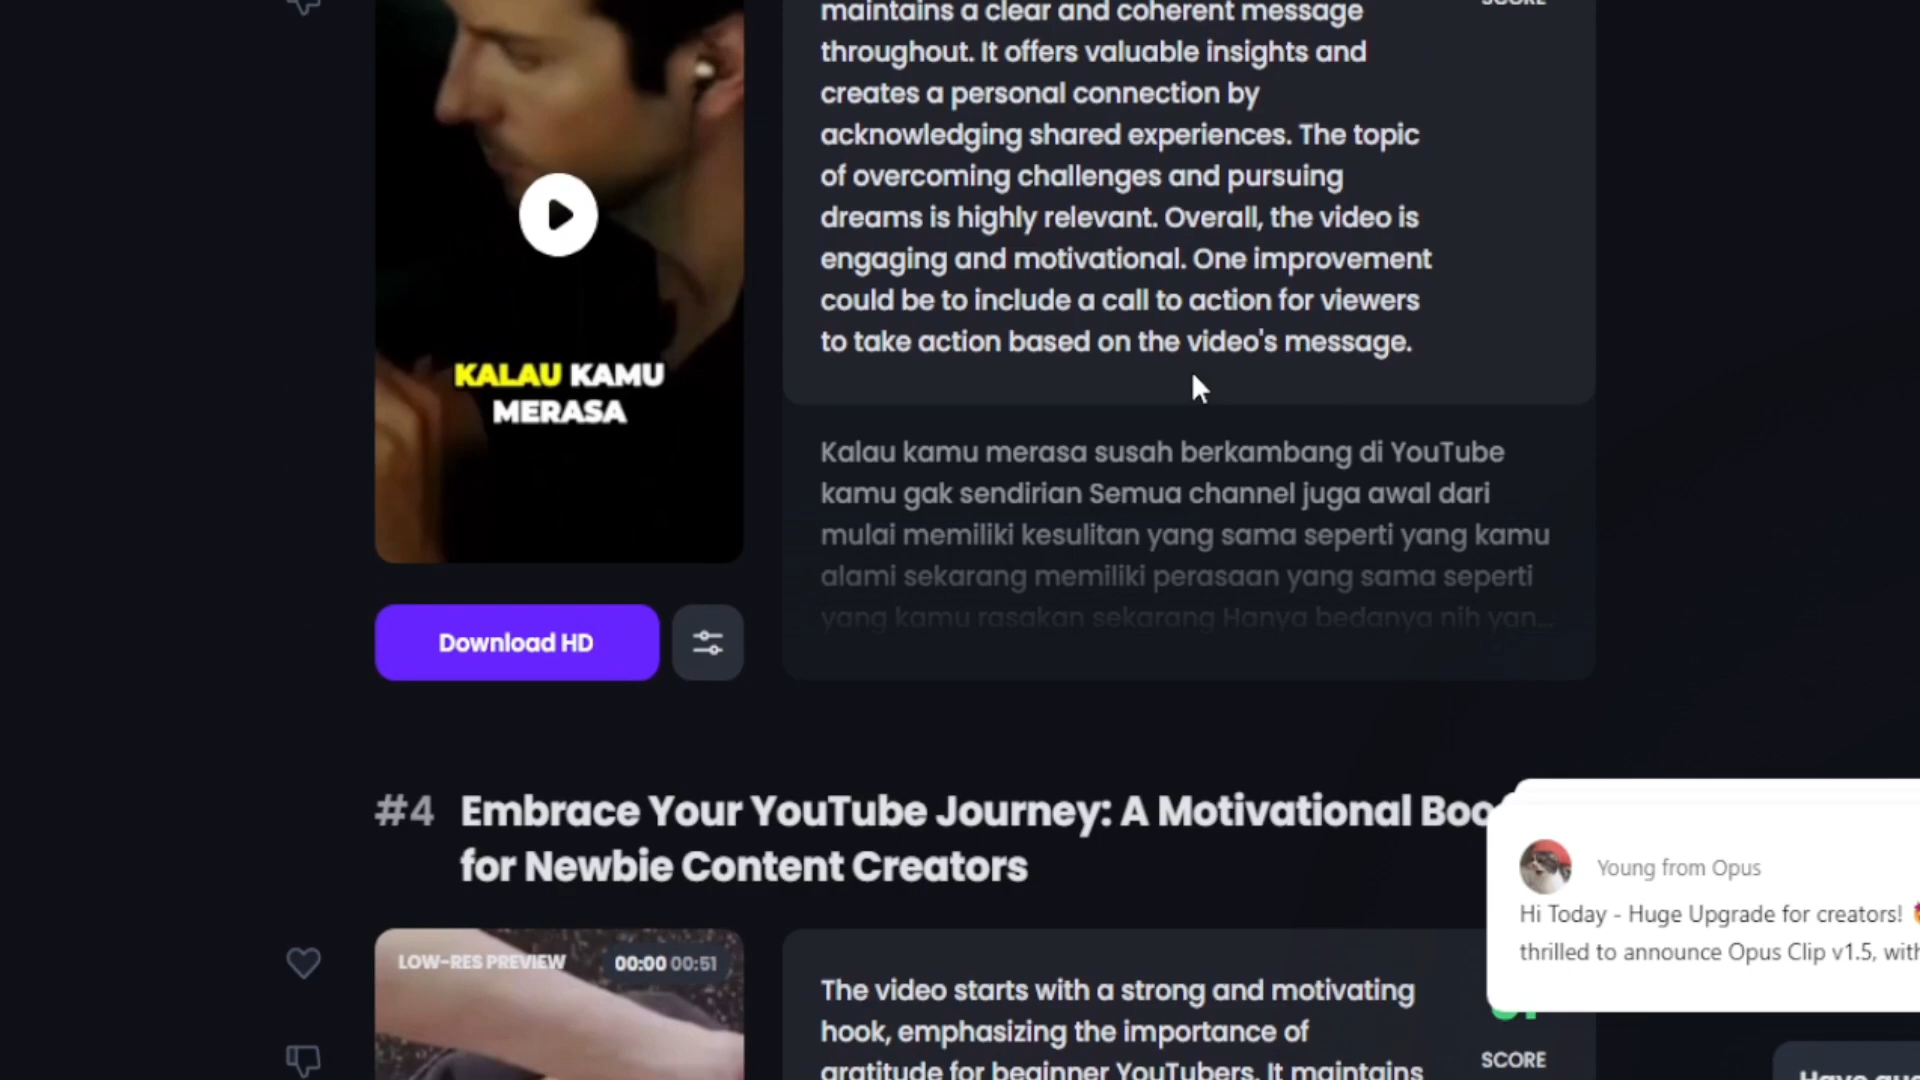 SCORE
maintains a clear and coherent message
throughout. It offers valuable insights and
creates a personal connection by
acknowledging shared experiences. The topic
of overcoming challenges and pursuing
dreams is highly relevant. Overall, the video is
engaging and motivational. One improvement
could be to include a call to action for viewers
to take action based on the video's message.
KALAU KAMU
MERASA
Kalau kamu merasa susah berkambang di YouTube
kamu gak sendirian Semua channel juga awal dari
mulai memiliki kesulitan yang sama seperti yang kamu
alami sekarang memiliki perasaan yang sama seperti
yang kamu rasakan sekarang Hanya bedanya nih yan...
Download HD
#4 Embrace Your YouTube Journey: A Motivational Boo
for Newbie Content Creators
Young from Opus
Hi Today - Huge Upgrade for creators!
thrilled to announce Opus Clip v1.5, with
LOW-RES PREVIEW 00:00 00:51
The video starts with a strong and motivating
hook, emphasizing the importance of
gratitude for beginner YouTubers. It maintains
SCORE